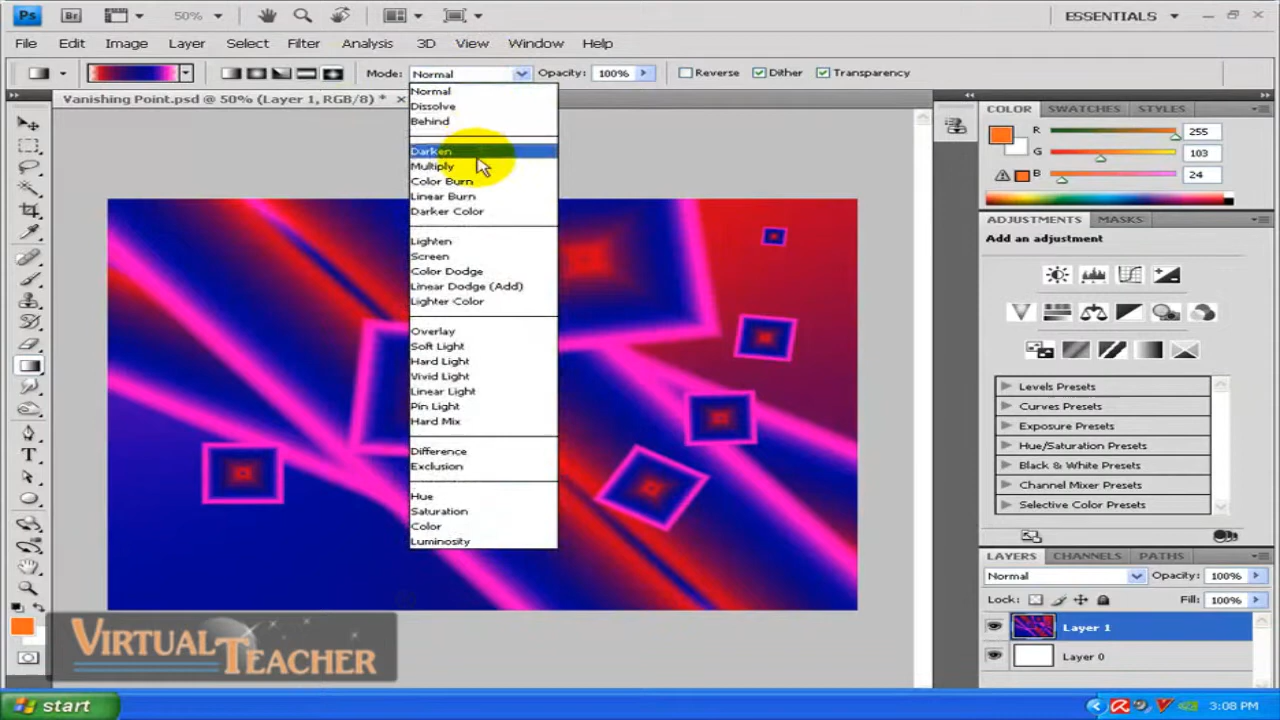 Ps Br 50% ESSENTIALS
File Edit Image Layer Select Filter Analysis 3D View Window Help
Mode: Normal Opacity: 100% Reverse Dither Transparency
Vanishing Point.psd @ 50% (Layer 1, RGB/8) *
Normal
Dissolve
Behind
Darken
Multiply
Color Burn
Linear Burn
Darker Color
Lighten
Screen
Color Dodge
Linear Dodge (Add)
Lighter Color
Overlay
Soft Light
Hard Light
Vivid Light
Linear Light
Pin Light
Hard Mix
Difference
Exclusion
Hue
Saturation
Color
Luminosity
COLOR SWATCHES STYLES
R 255
G 103
B 24
ADJUSTMENTS MASKS
Add an adjustment
Levels Presets
Curves Presets
Exposure Presets
Hue/Saturation Presets
Black & White Presets
Channel Mixer Presets
Selective Color Presets
LAYERS CHANNELS PATHS
Normal Opacity: 100%
Lock: Fill: 100%
Layer 1
Layer 0
VIRTUAL TEACHER
start 3:08 PM